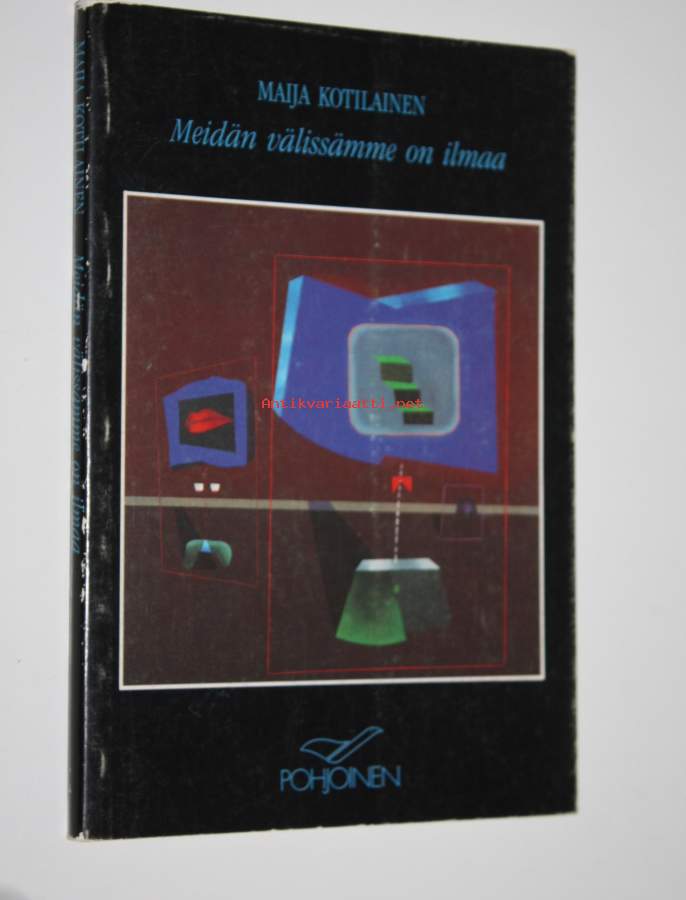 MAIJA KOTILAINEN
Meidän välissämme on ilmaa
Antikvariaatti.net
POHJOINEN
MAIJA KOTILAINEN Meidän välissämme on ilmaa